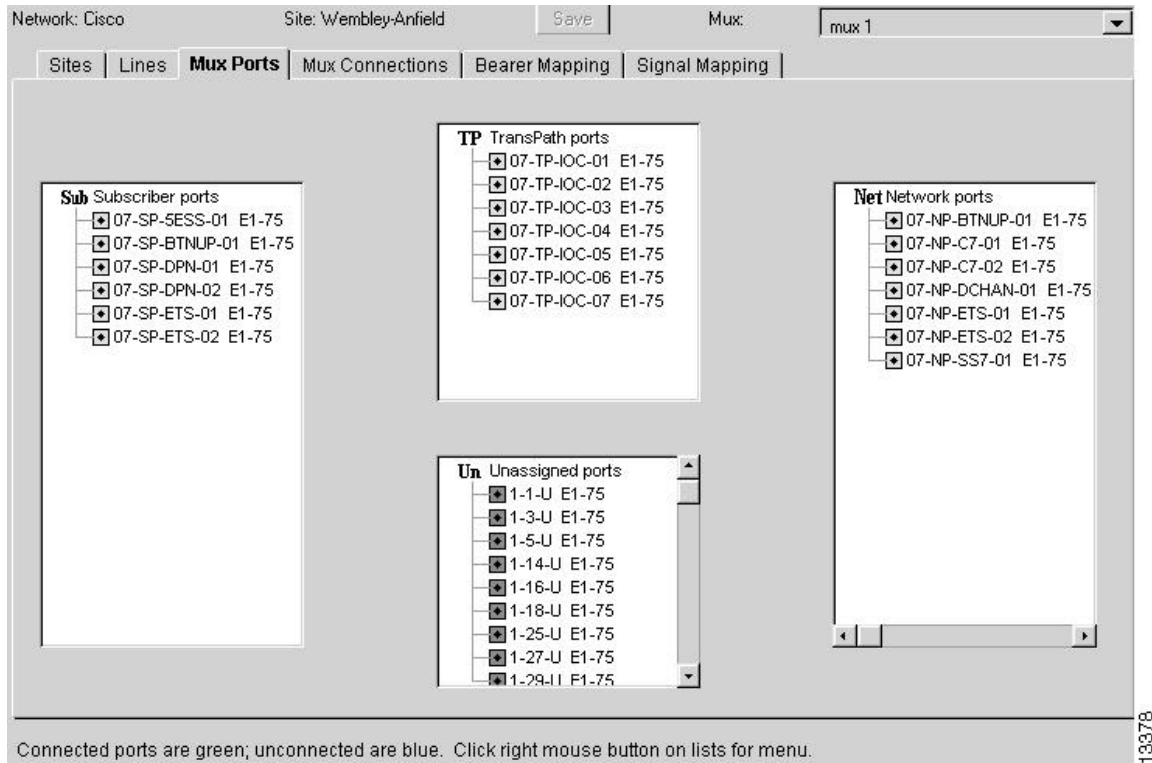 Network: Cisco Site: Wembley-Anfield Save Mux: mux 1
Sites Lines Mux Ports Mux Connections Bearer Mapping Signal Mapping
Sub Subscriber ports
07-SP-5ESS-01 E1-75
07-SP-BTNUP-01 E1-75
07-SP-DPN-01 E1-75
07-SP-DPN-02 E1-75
07-SP-ETS-01 E1-75
07-SP-ETS-02 E1-75
TP TransPath ports
07-TP-IOC-01 E1-75
07-TP-IOC-02 E1-75
07-TP-IOC-03 E1-75
07-TP-IOC-04 E1-75
07-TP-IOC-05 E1-75
07-TP-IOC-06 E1-75
07-TP-IOC-07 E1-75
Un Unassigned ports
1-1-U E1-75
1-3-U E1-75
1-5-U E1-75
1-14-U E1-75
1-16-U E1-75
1-18-U E1-75
1-25-U E1-75
1-27-U E1-75
1-29-U E1-75
Net Network ports
07-NP-BTNUP-01 E1-75
07-NP-C7-01 E1-75
07-NP-C7-02 E1-75
07-NP-DCHAN-01 E1-75
07-NP-ETS-01 E1-75
07-NP-ETS-02 E1-75
07-NP-SS7-01 E1-75
Connected ports are green; unconnected are blue. Click right mouse button on lists for menu.
13378